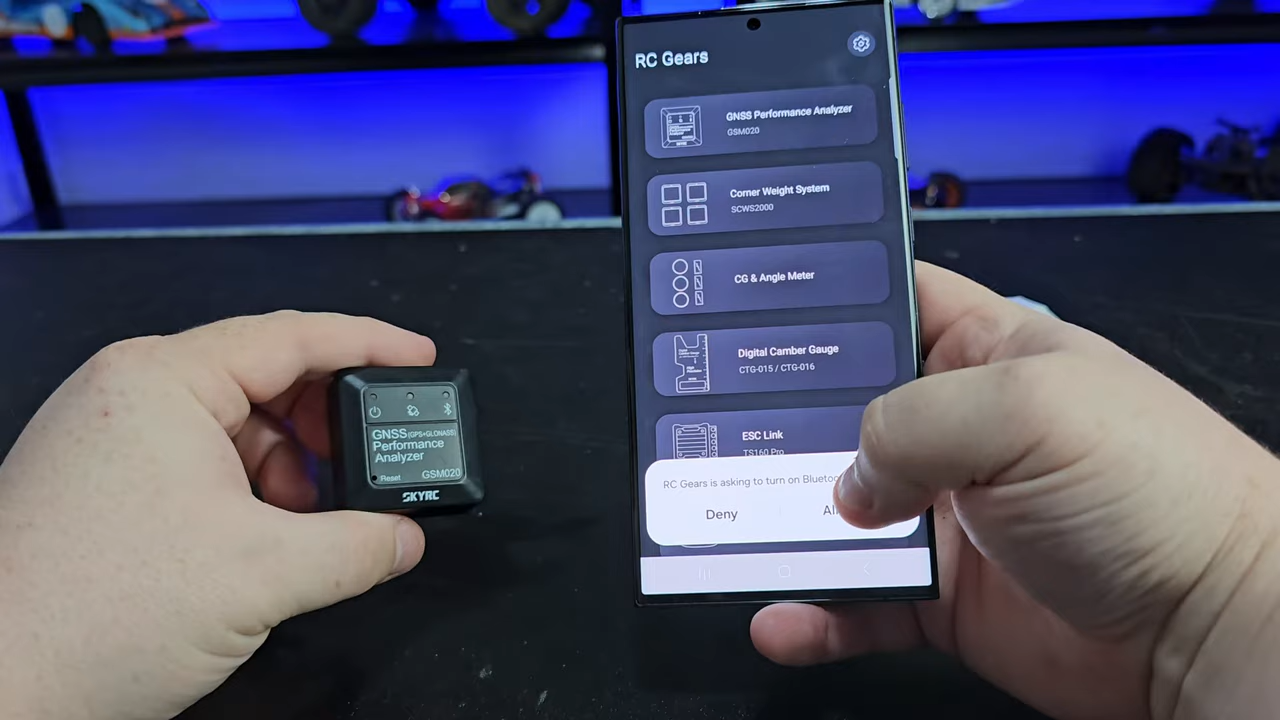 GNSS (GPS+GLONASS)
Performance
Analyzer
Reset GSM020
SKYRC
RC Gears
GNSS Performance Analyzer
GSM020
Corner Weight System
SCWS2000
CG & Angle Meter
Digital Camber Gauge
CTG-015 / CTG-016
ESC Link
TS160 Pro
RC Gears is asking to turn on
Deny